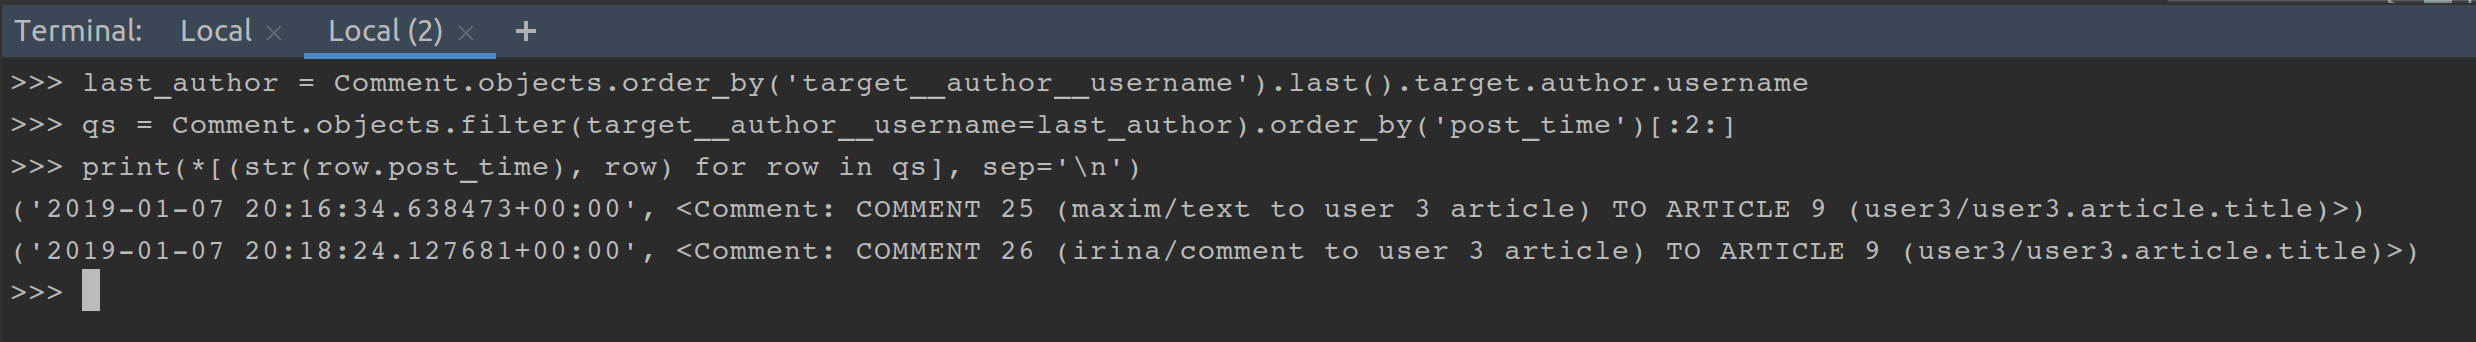 Terminal: Local × Local (2) × +
>>> last_author = Comment.objects.order_by('target__author__username').last().target.author.username
>>> qs = Comment.objects.filter(target__author__username=last_author).order_by('post_time')[:2:]
>>> print(*[(str(row.post_time), row) for row in qs], sep='\n')
('2019-01-07 20:16:34.638473+00:00', <Comment: COMMENT 25 (maxim/text to user 3 article) TO ARTICLE 9 (user3/user3.article.title)>)
('2019-01-07 20:18:24.127681+00:00', <Comment: COMMENT 26 (irina/comment to user 3 article) TO ARTICLE 9 (user3/user3.article.title)>)
>>>